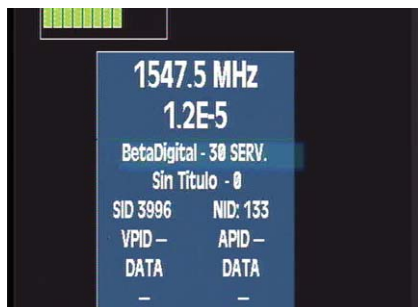 1547.5 MHz
1.2E-5
BetaDigital - 30 SERV.
Sin Titulo - 0
SID 3996 NID: 133
VPID — APID —
DATA DATA
— —